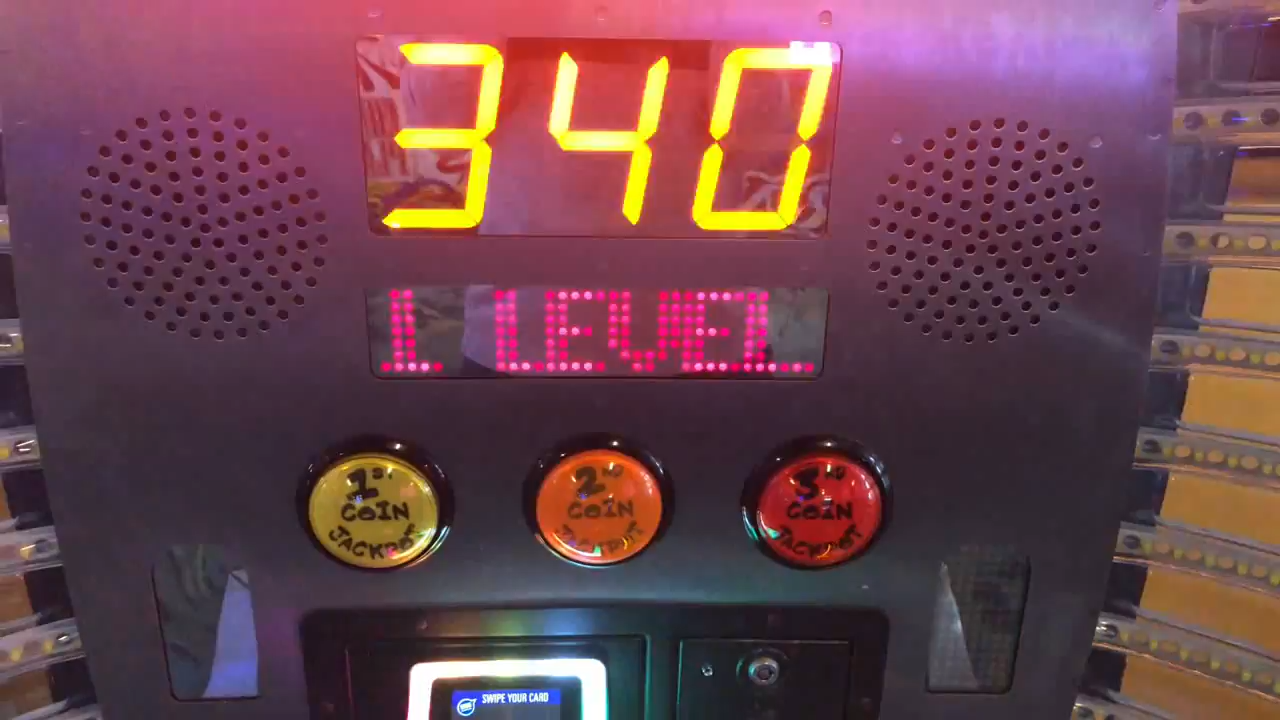 340
1 LEVEL
1ST COIN JACKPOT
2ND COIN JACKPOT
3RD COIN JACKPOT
SWIPE YOUR CARD